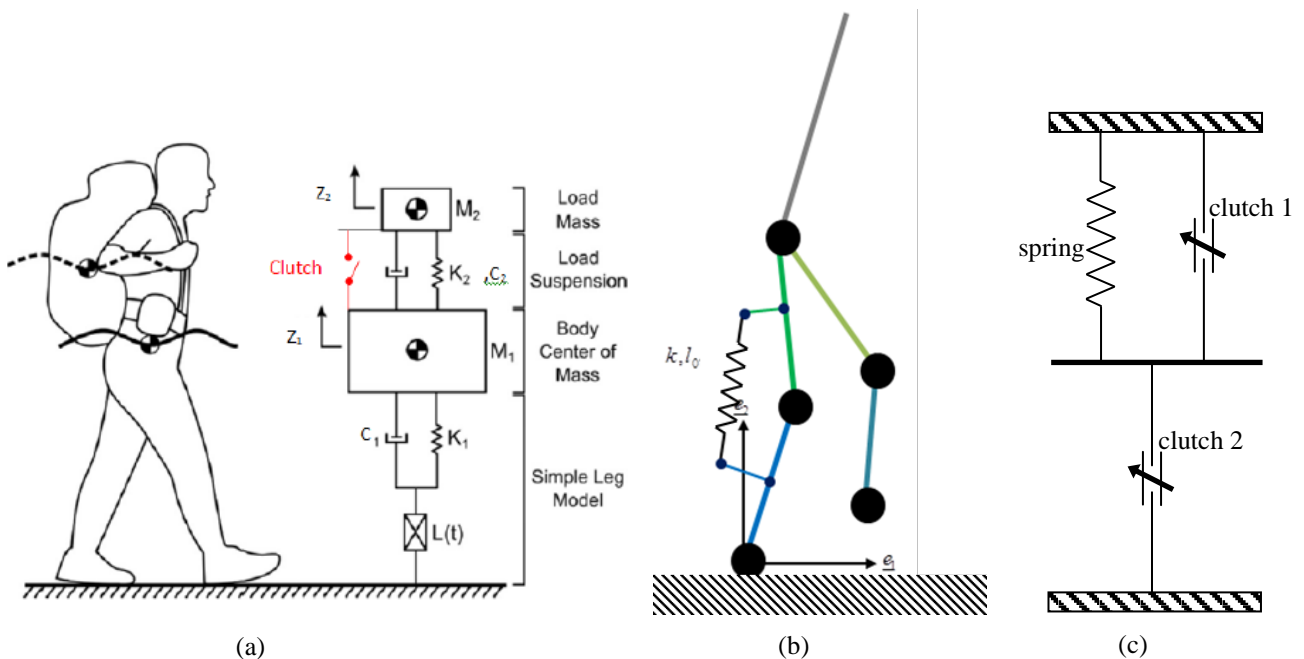 Z₂
M₂
Load
Mass
Clutch
K₂
,C₂
Load
Suspension
Z₁
M₁
Body
Center of
Mass
C₁
K₁
Simple Leg
Model
L(t)
(a)
k, l₀
e₂
e₁
(b)
spring
clutch 1
clutch 2
(c)